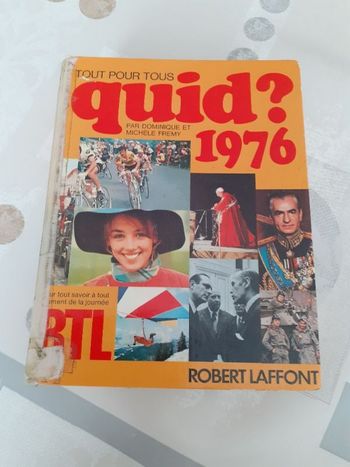 TOUT POUR TOUS
quid?
PAR DOMINIQUE ET
MICHÈLE FREMY
1976
ur tout savoir à tout
ment de la journée
RTL
ROBERT LAFFONT